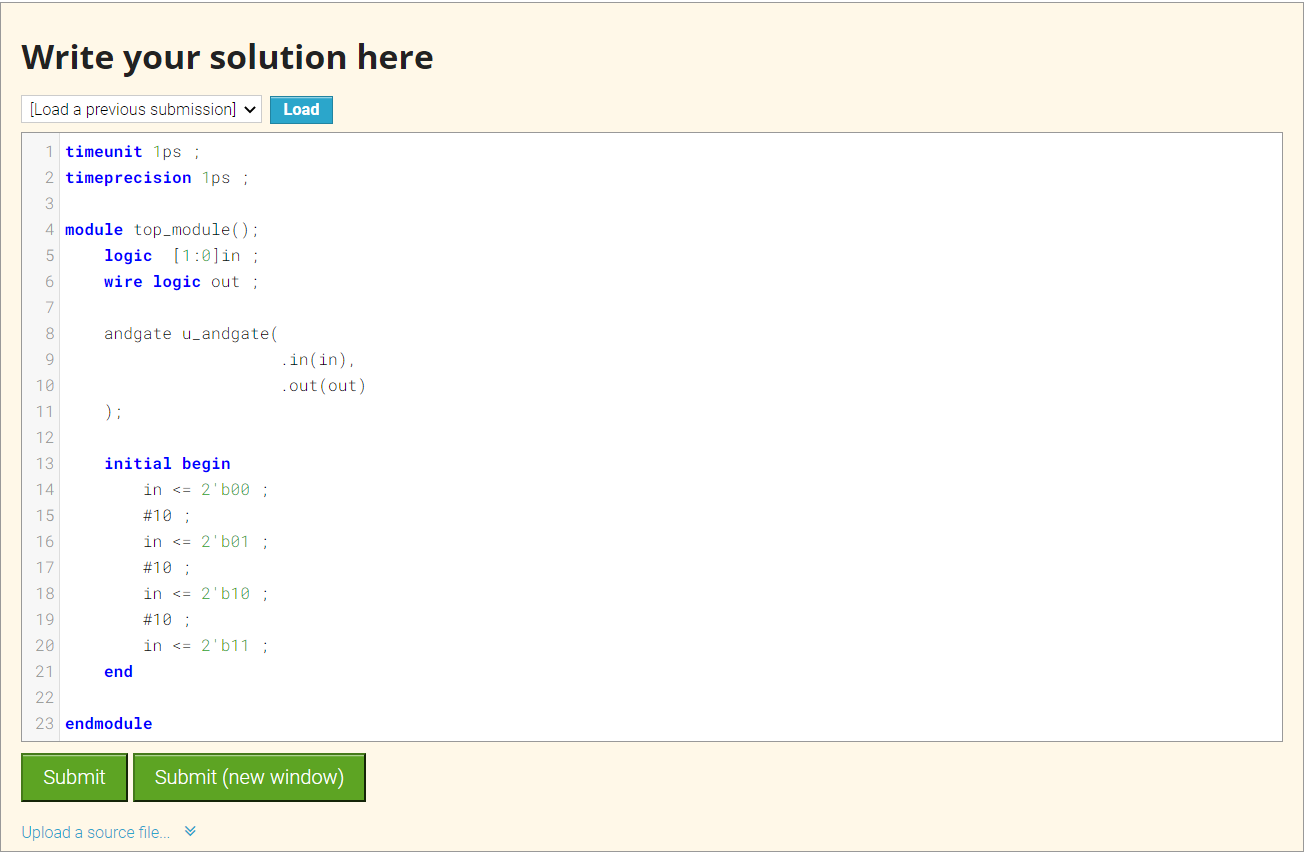 Write your solution here
[Load a previous submission] Load
1 timeunit 1ps ;
2 timeprecision 1ps ;
3
4 module top_module();
5     logic  [1:0]in ;
6     wire logic out ;
7
8     andgate u_andgate(
9                       .in(in),
10                       .out(out)
11     );
12
13     initial begin
14         in <= 2'b00 ;
15         #10 ;
16         in <= 2'b01 ;
17         #10 ;
18         in <= 2'b10 ;
19         #10 ;
20         in <= 2'b11 ;
21     end
22
23 endmodule
Submit Submit (new window)
Upload a source file...